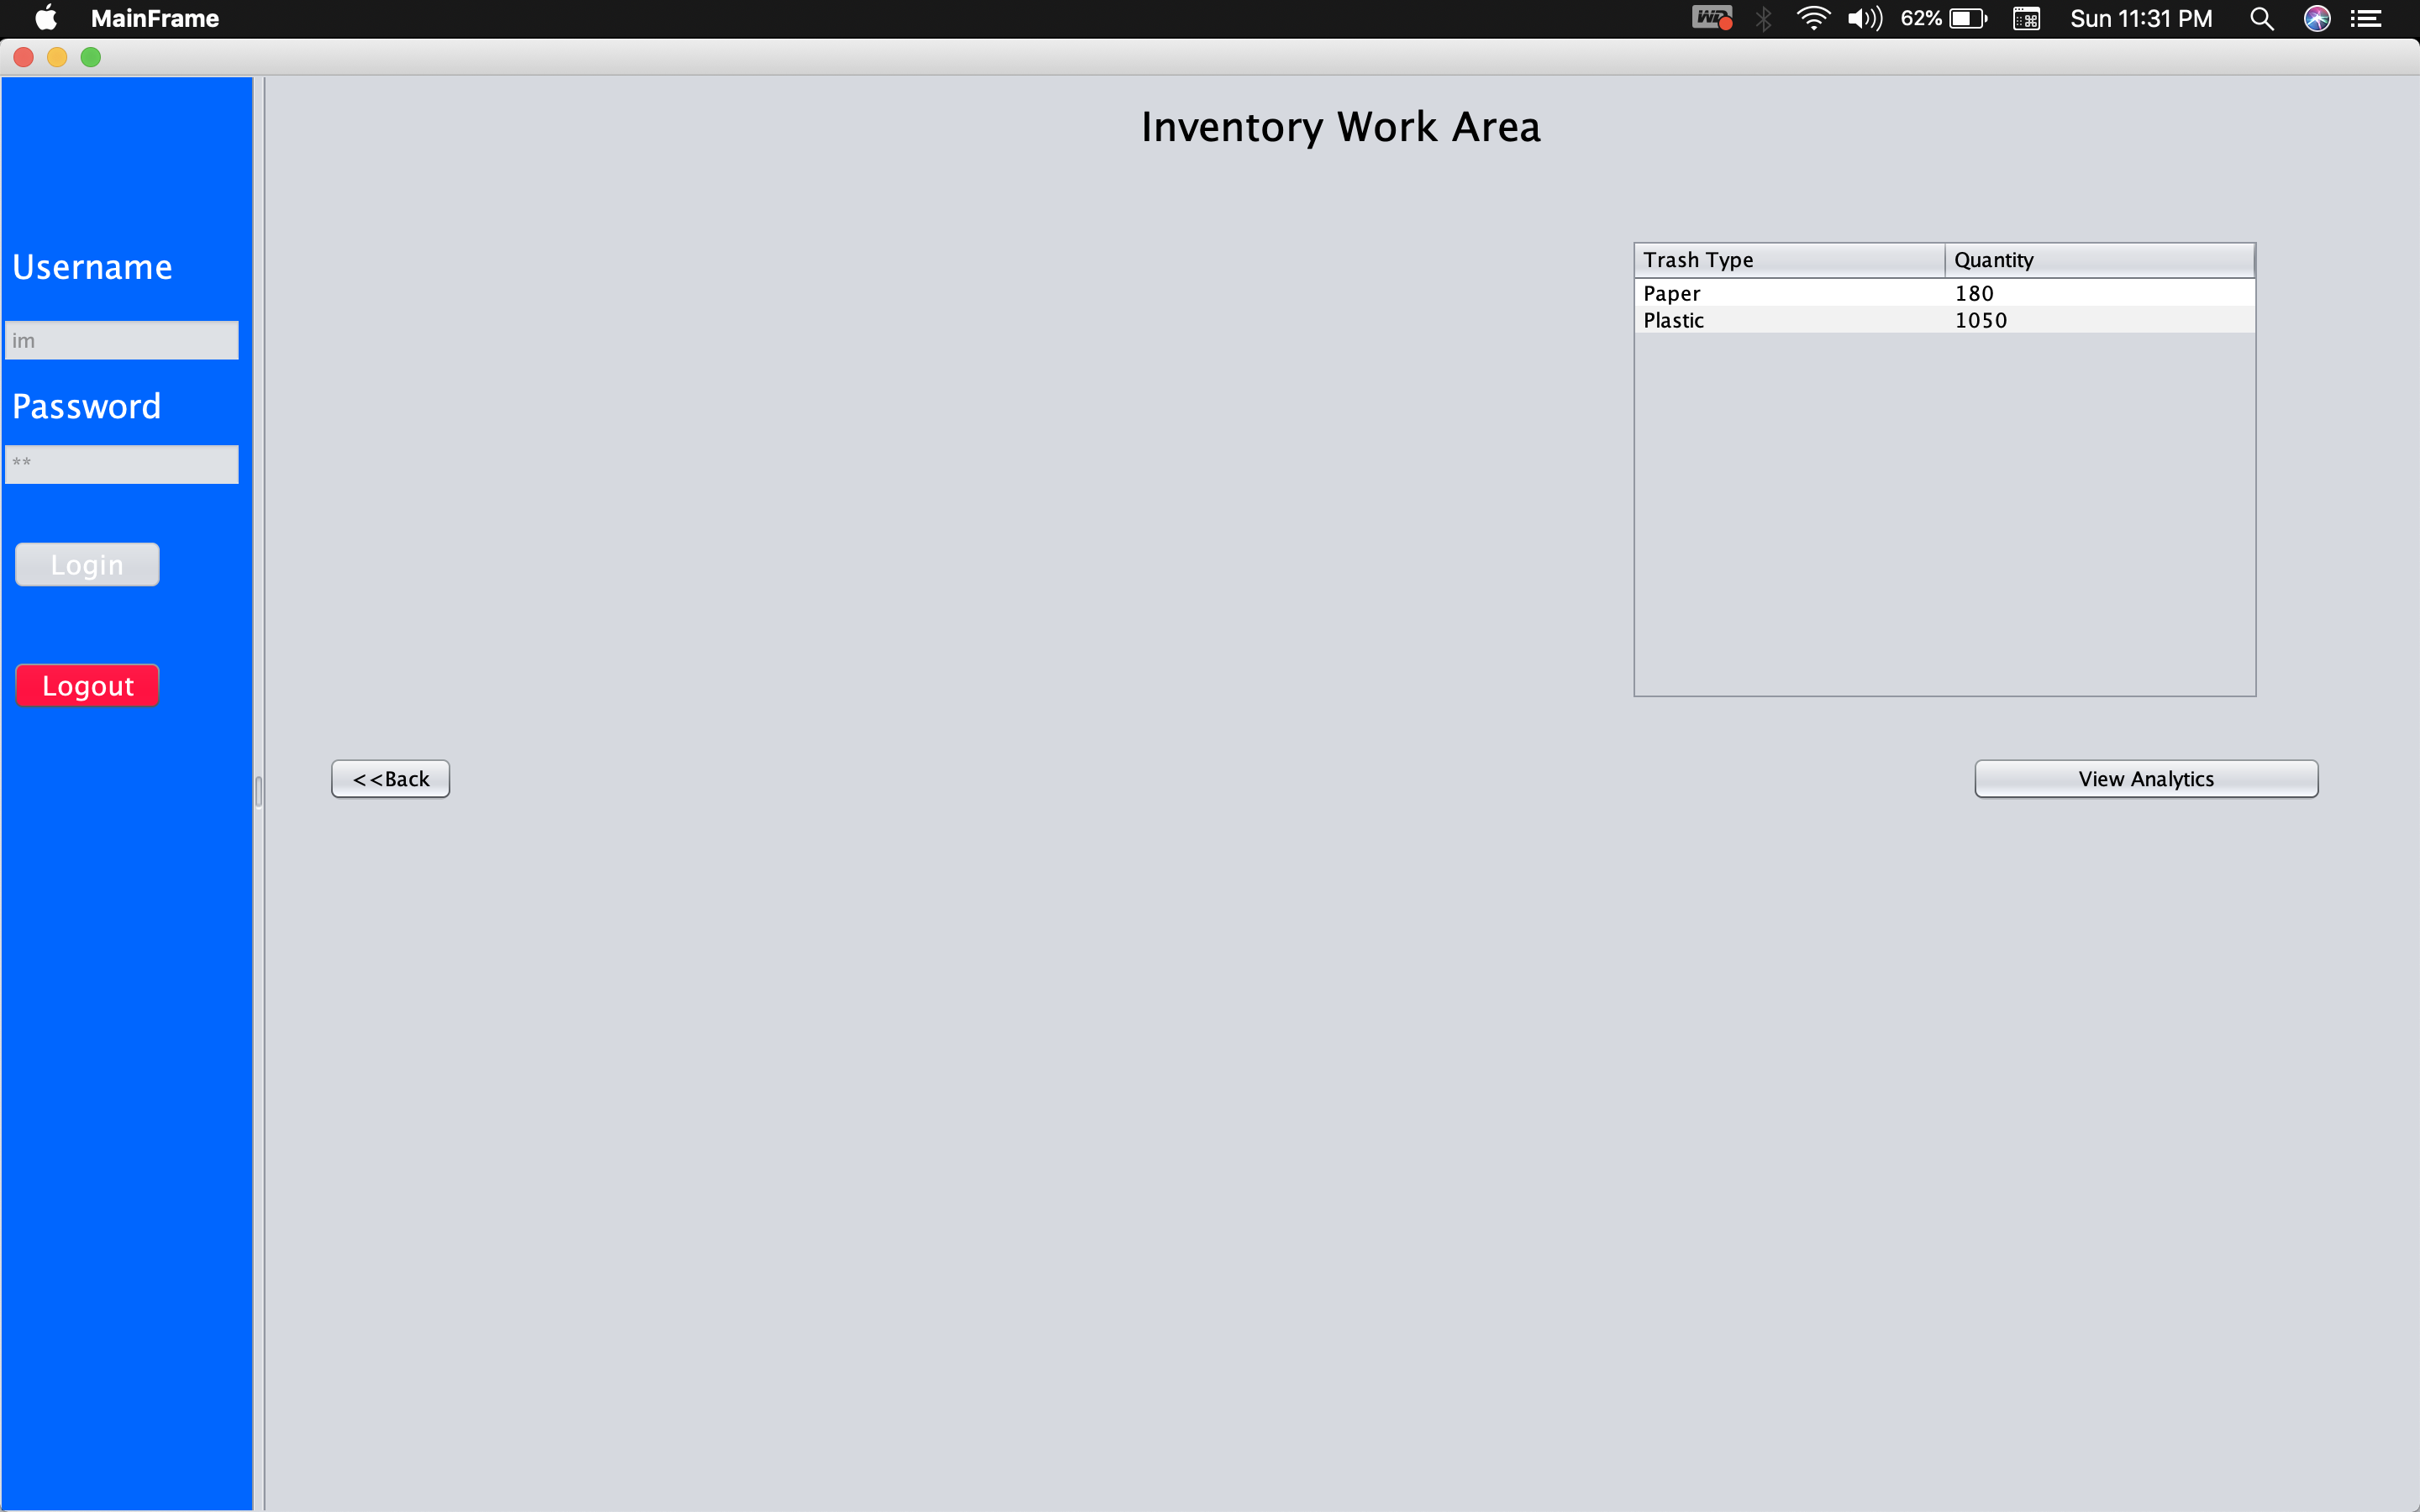 MainFrame
62%
Sun 11:31 PM
Inventory Work Area
Username
im
Password
**
Login
Logout
Trash Type Quantity
Paper 180
Plastic 1050
<<Back
View Analytics